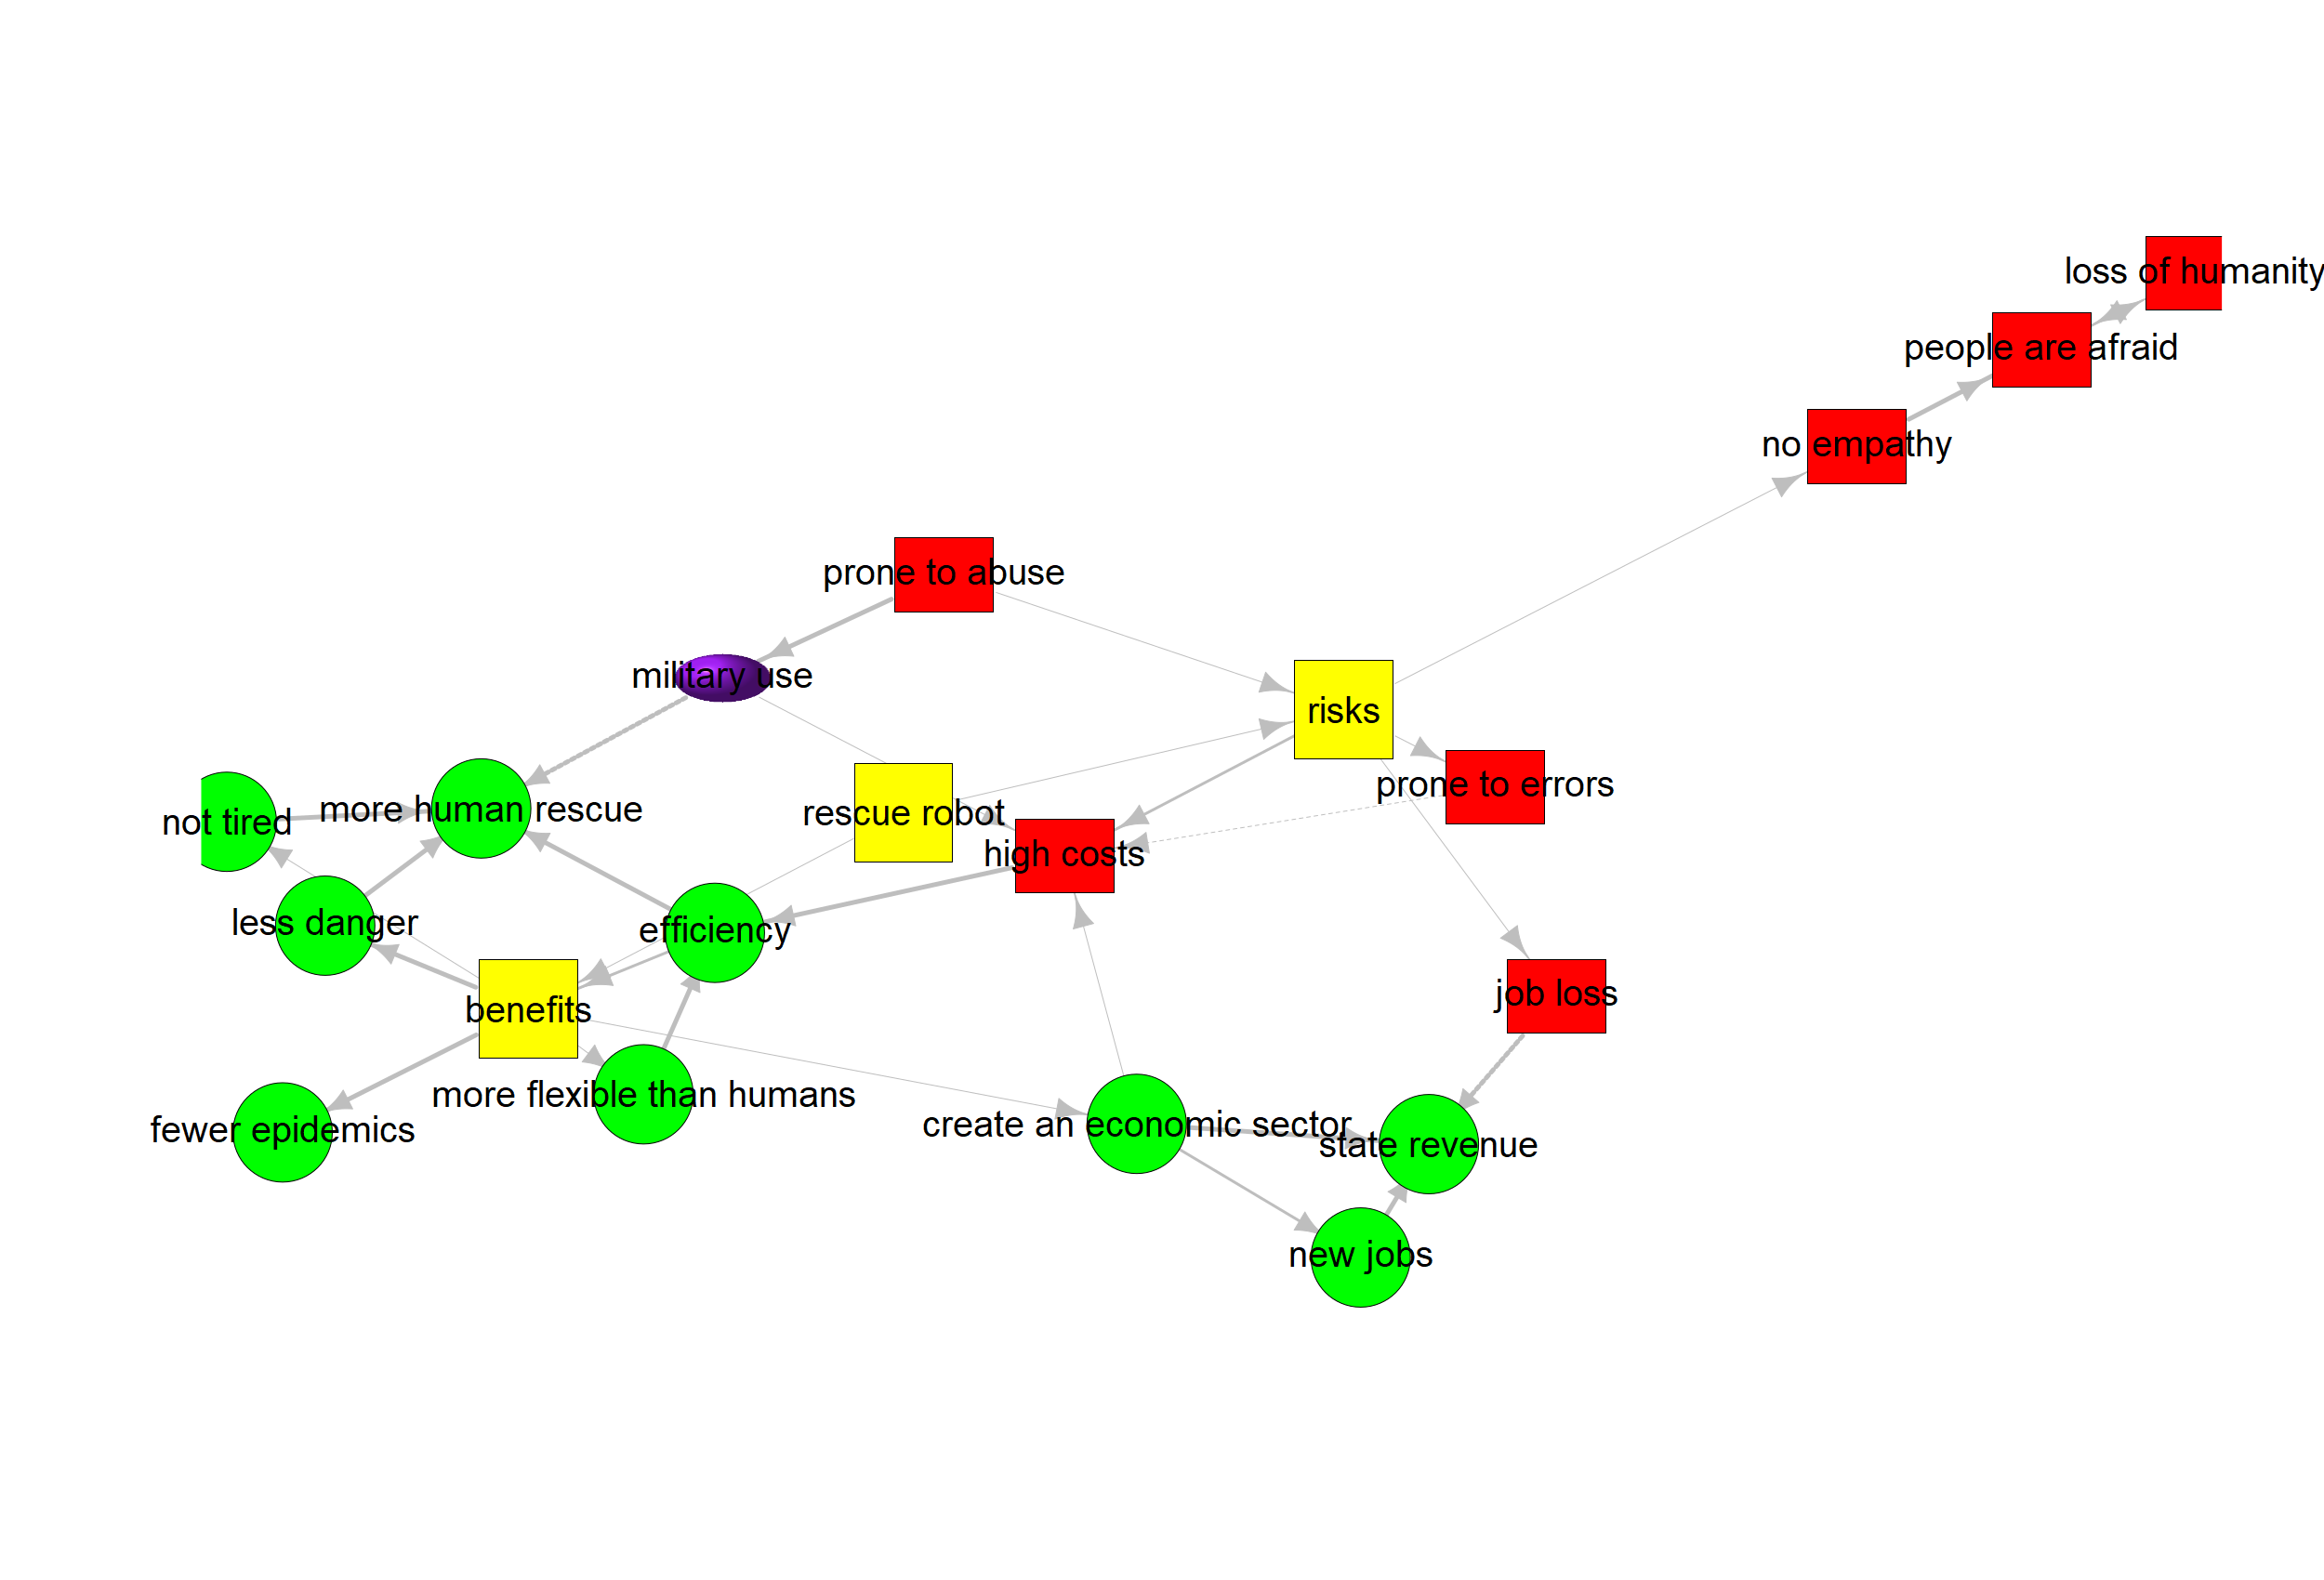 loss of humanity
people are afraid
no empathy
prone to abuse
military use
risks
prone to errors
rescue robot
more human rescue
not tired
high costs
less danger
efficiency
job loss
benefits
more flexible than humans
fewer epidemics
create an economic sector
state revenue
new jobs